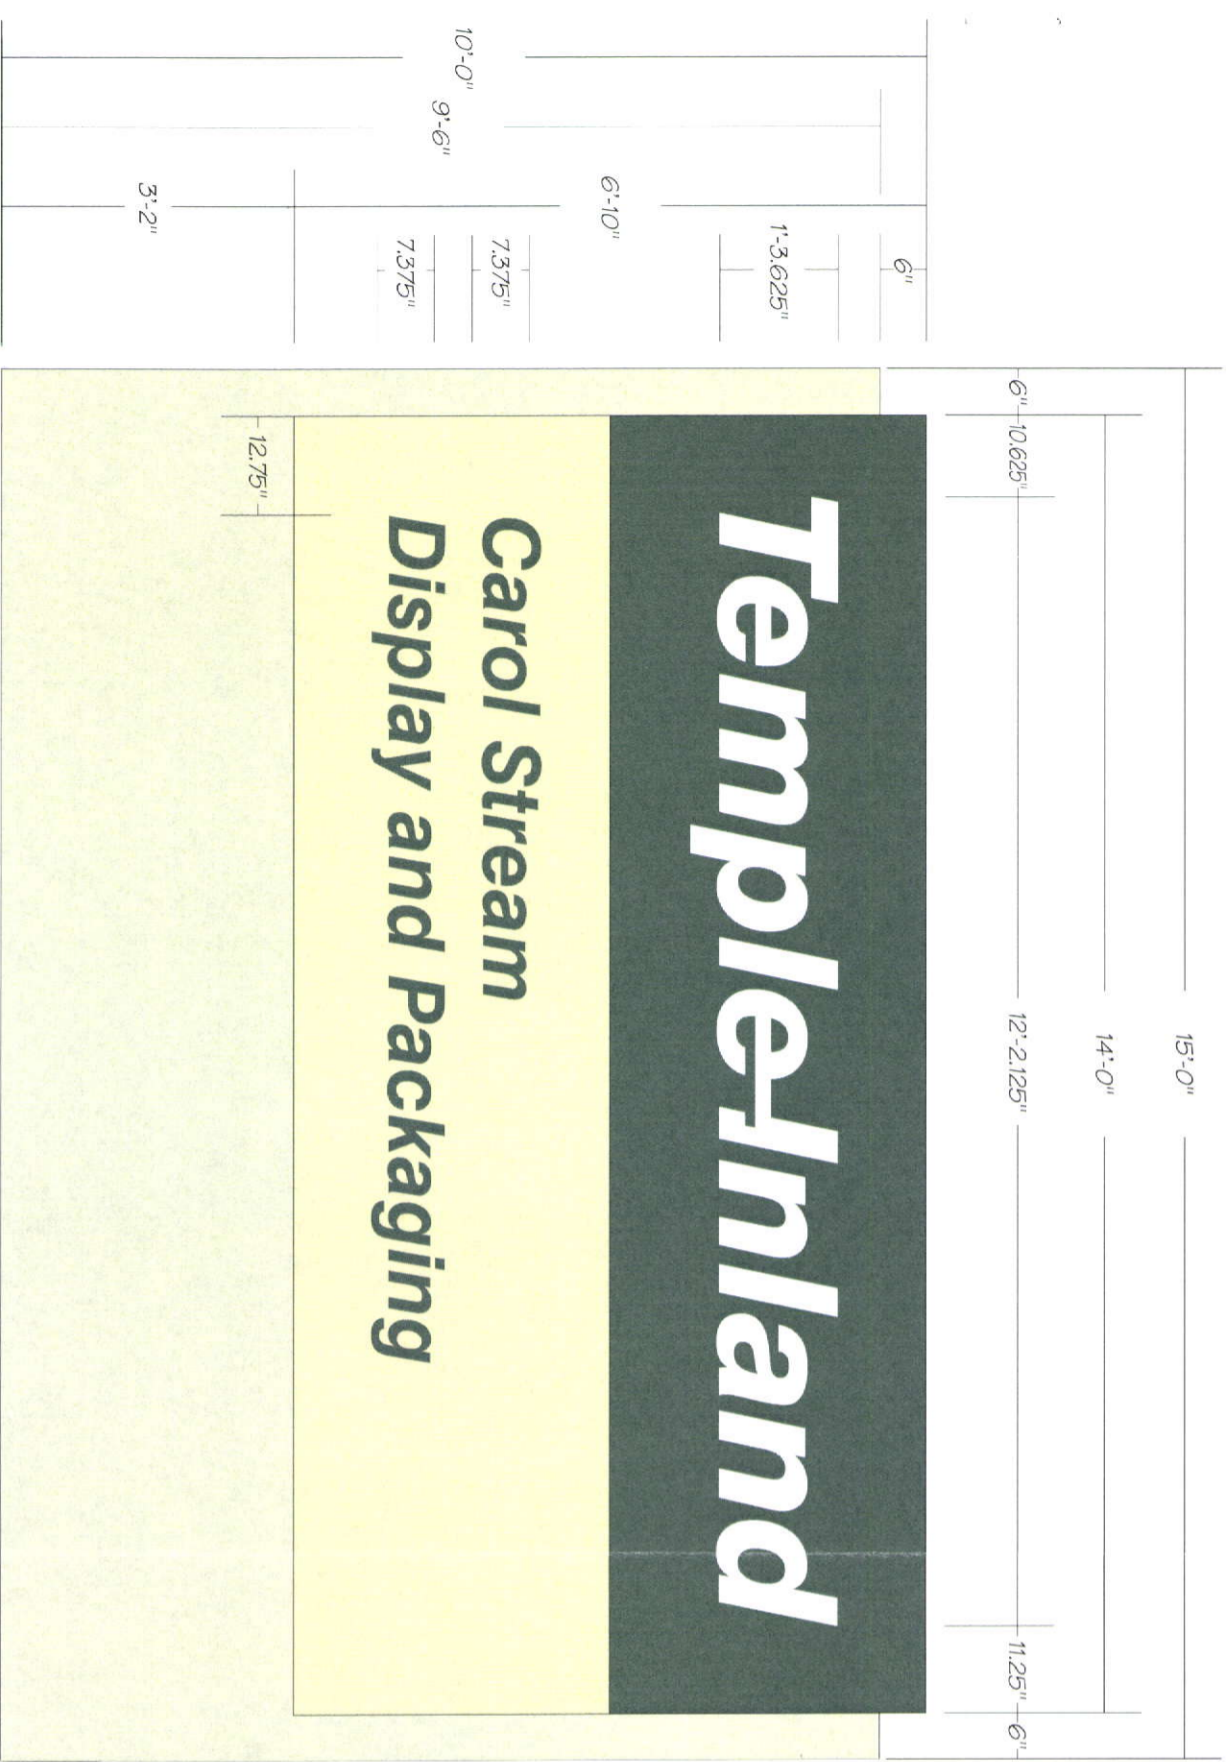 15'-0"
14'-0"
6" 10.625" 12'-2.125" 11.25" 6"
10'-0"
9'-6"
6"
6'-10"
1'-3.625"
7.375"
7.375"
3'-2"
Temple-Inland
Carol Stream
Display and Packaging
12.75"